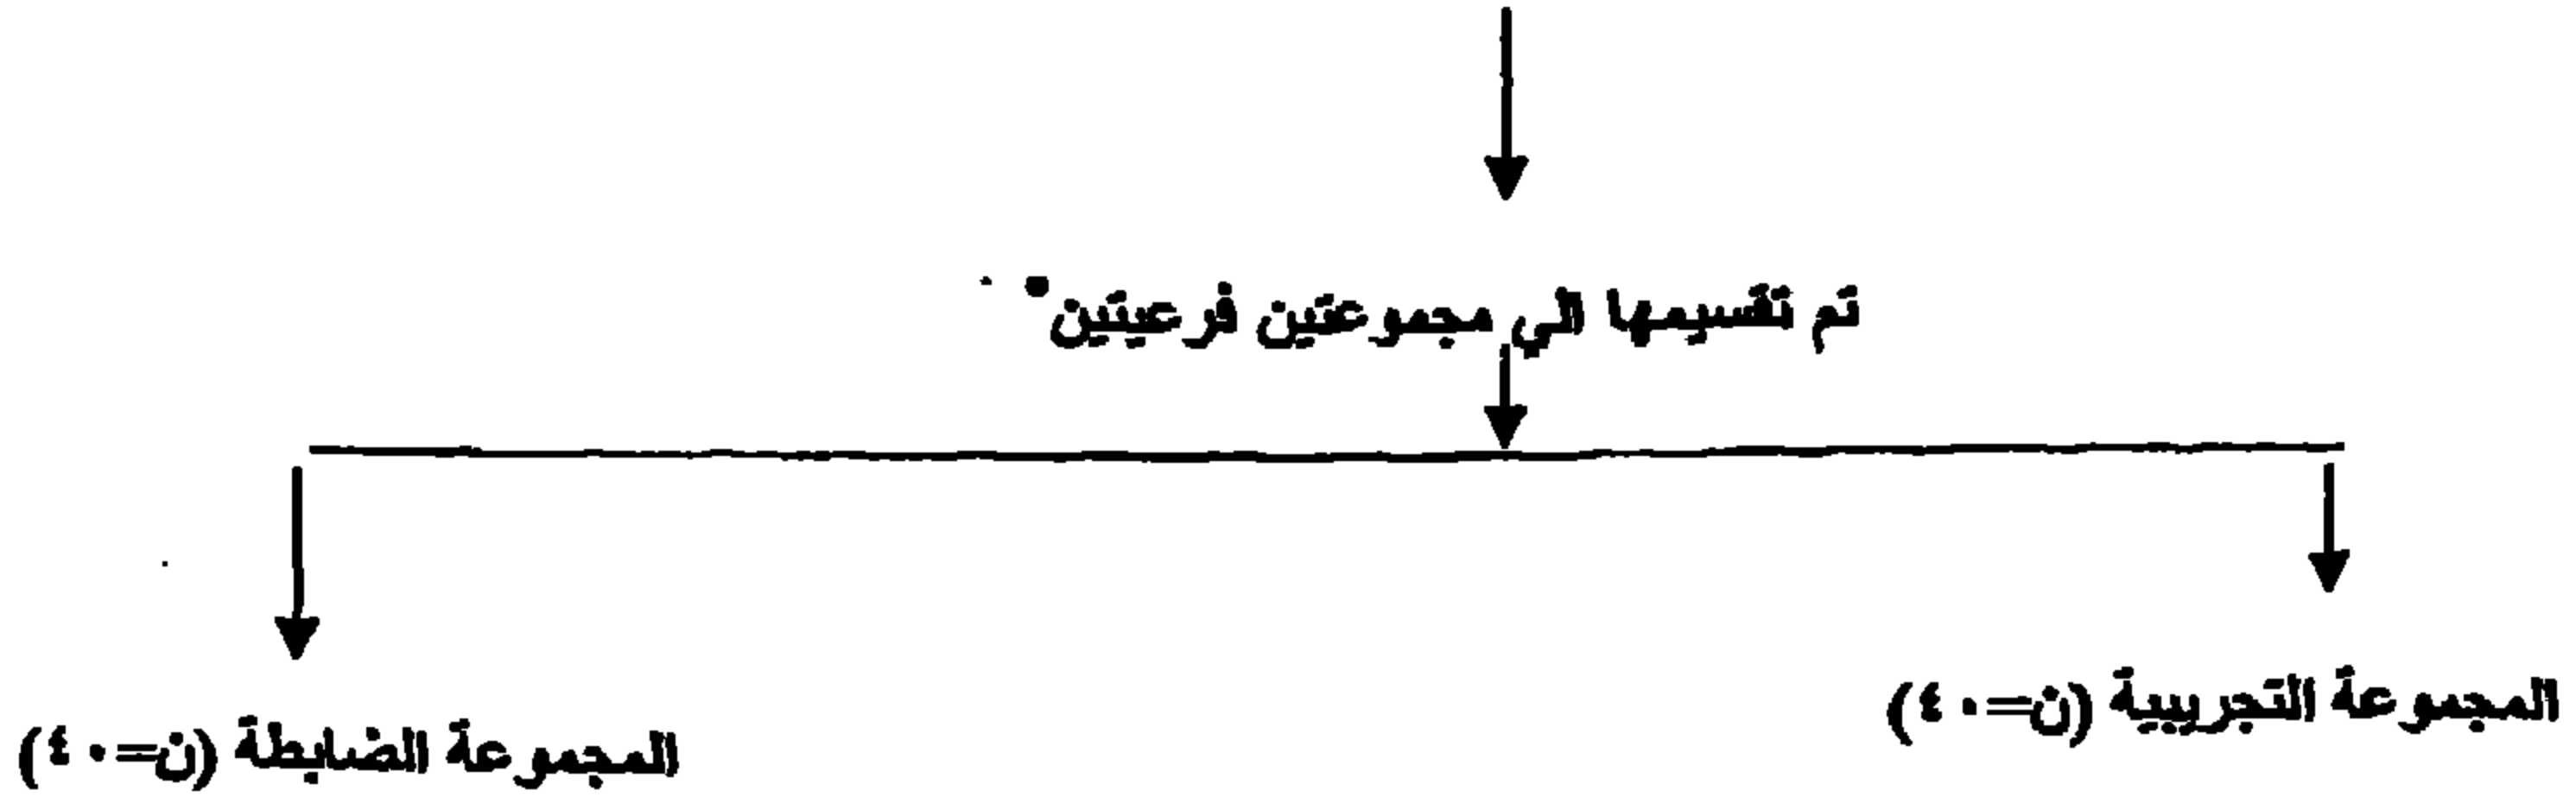 تم تقسيمها الي مجموعتين فرعيتين
المجموعة التجريبية (ن=٤٠)
المجموعة الضابطة (ن=٤٠)